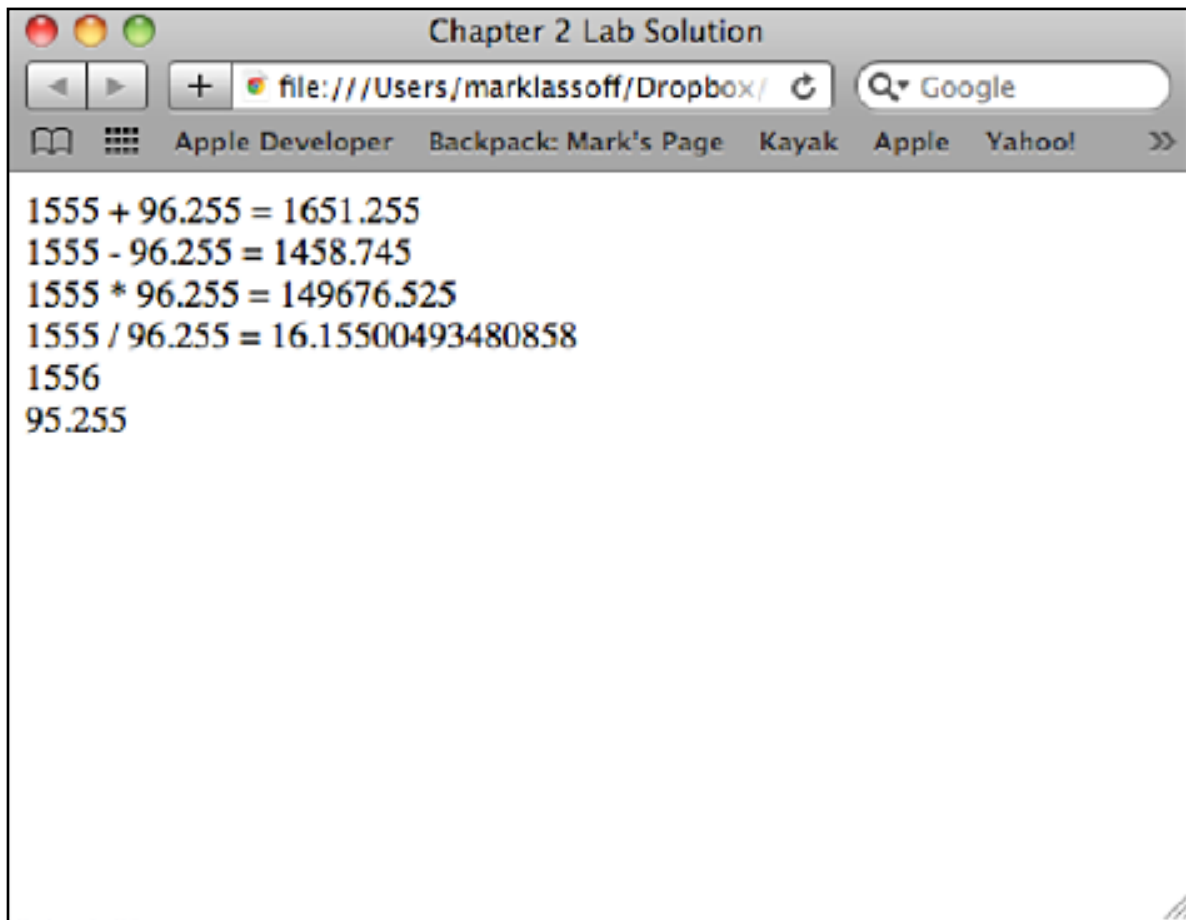 Chapter 2 Lab Solution
file:///Users/marklassoff/Dropbox/
Google
Apple Developer Backpack: Mark's Page Kayak Apple Yahoo!
1555 + 96.255 = 1651.255
1555 - 96.255 = 1458.745
1555 * 96.255 = 149676.525
1555 / 96.255 = 16.15500493480858
1556
95.255